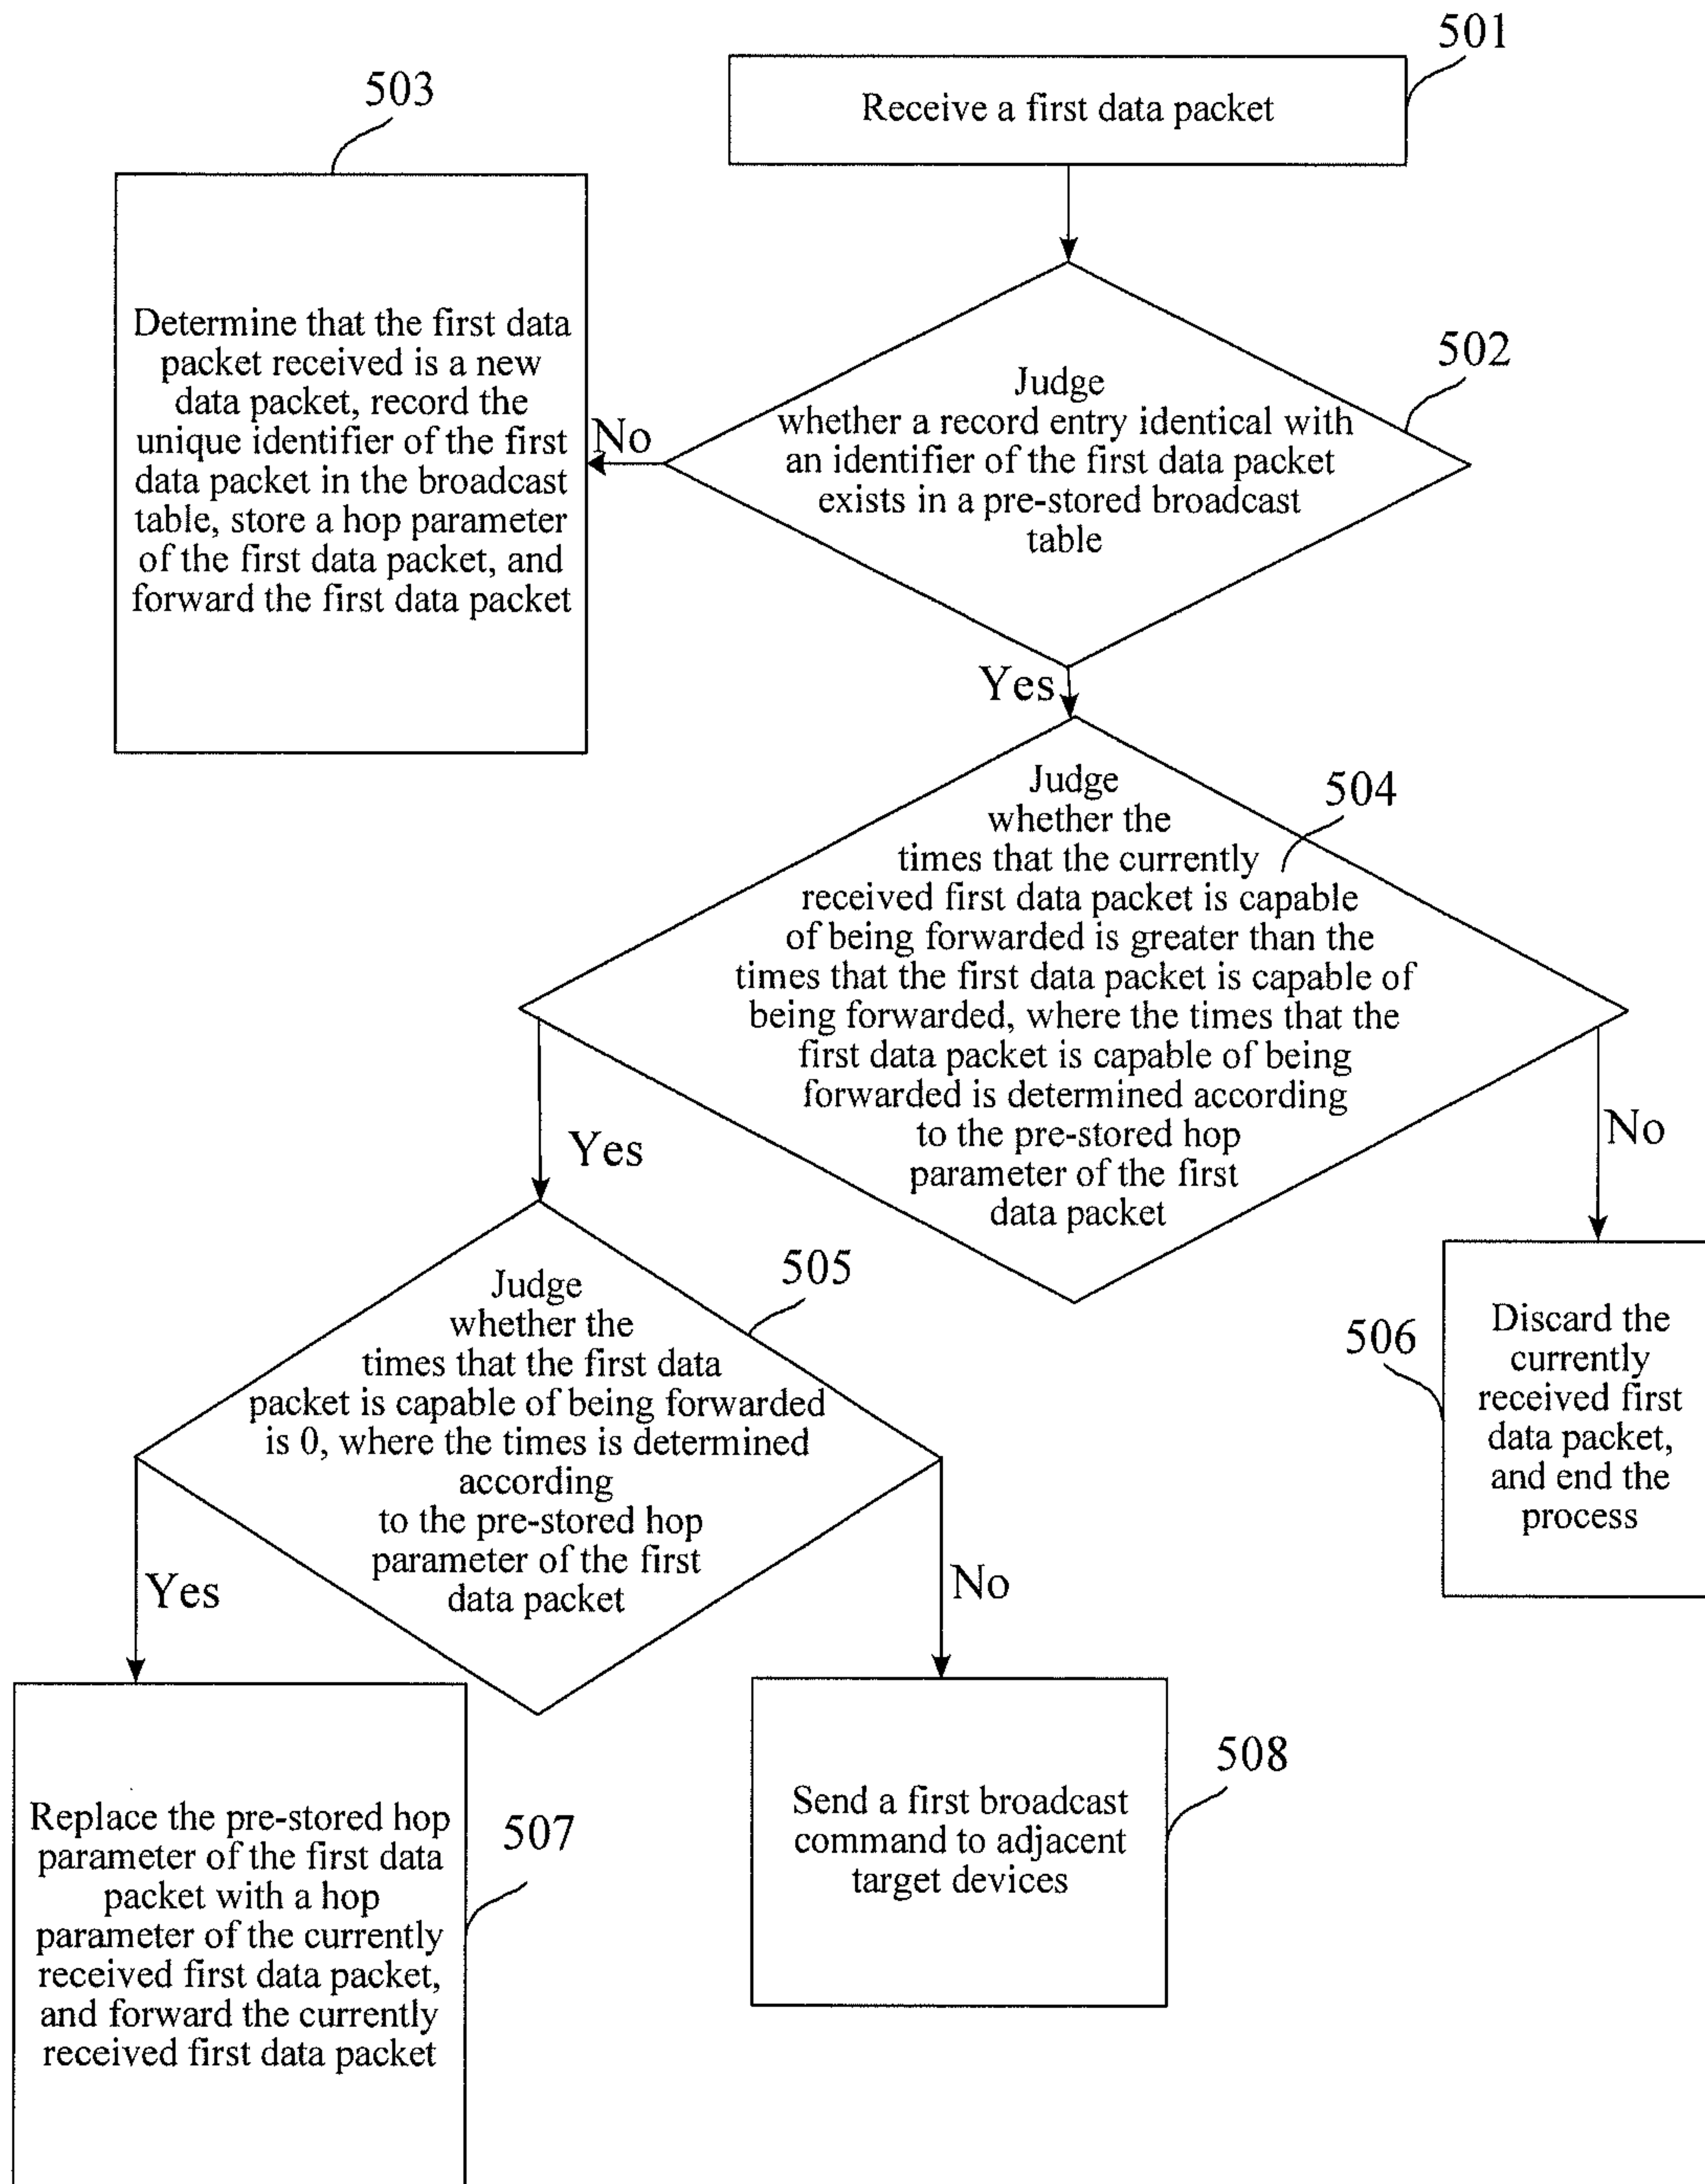 501
Receive a first data packet
503
Determine that the first data
packet received is a new
data packet, record the
unique identifier of the first
data packet in the broadcast
table, store a hop parameter
of the first data packet, and
forward the first data packet
No
502
Judge
whether a record entry identical with
an identifier of the first data packet
exists in a pre-stored broadcast
table
Yes
504
Judge
whether the
times that the currently
received first data packet is capable
of being forwarded is greater than the
times that the first data packet is capable of
being forwarded, where the times that the
first data packet is capable of being
forwarded is determined according
to the pre-stored hop
parameter of the first
data packet
Yes
No
505
Judge
whether the
times that the first data
packet is capable of being forwarded
is 0, where the times is determined
according
to the pre-stored hop
parameter of the first
data packet
506
Discard the
currently
received first
data packet,
and end the
process
Yes
No
Replace the pre-stored hop
parameter of the first data
packet with a hop
parameter of the currently
received first data packet,
and forward the currently
received first data packet
507
Send a first broadcast
command to adjacent
target devices
508